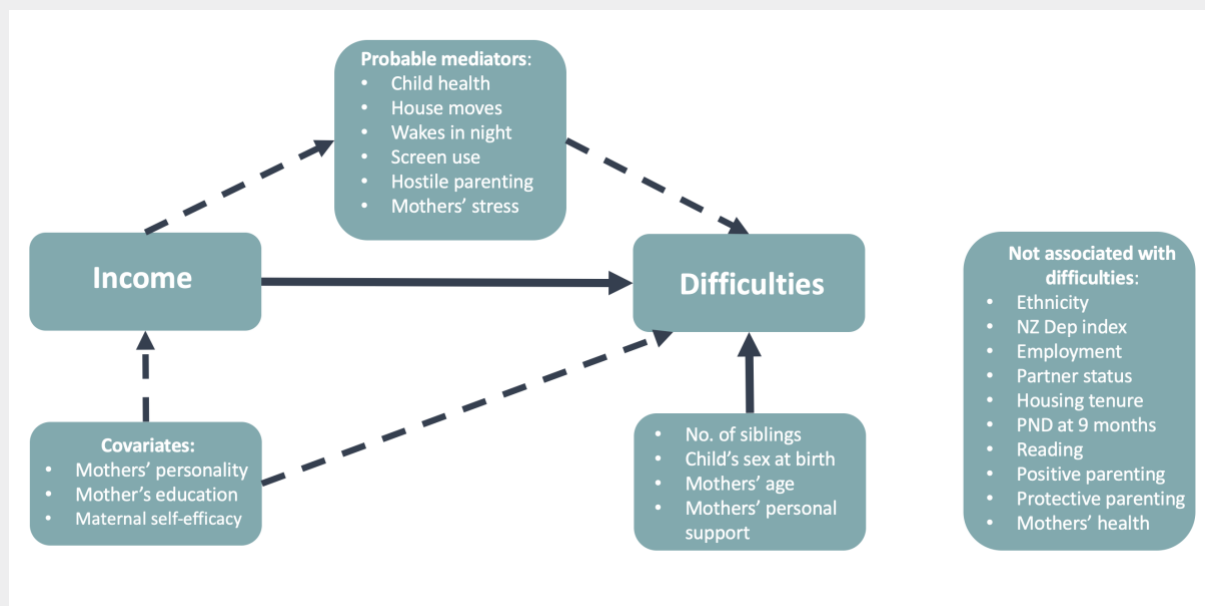 Probable mediators:
• Child health
• House moves
• Wakes in night
• Screen use
• Hostile parenting
• Mothers' stress
Income
Difficulties
Covariates:
• Mothers' personality
• Mother's education
• Maternal self-efficacy
• No. of siblings
• Child's sex at birth
• Mothers' age
• Mothers' personal
support
Not associated with
difficulties:
• Ethnicity
• NZ Dep index
• Employment
• Partner status
• Housing tenure
• PND at 9 months
• Reading
• Positive parenting
• Protective parenting
• Mothers' health